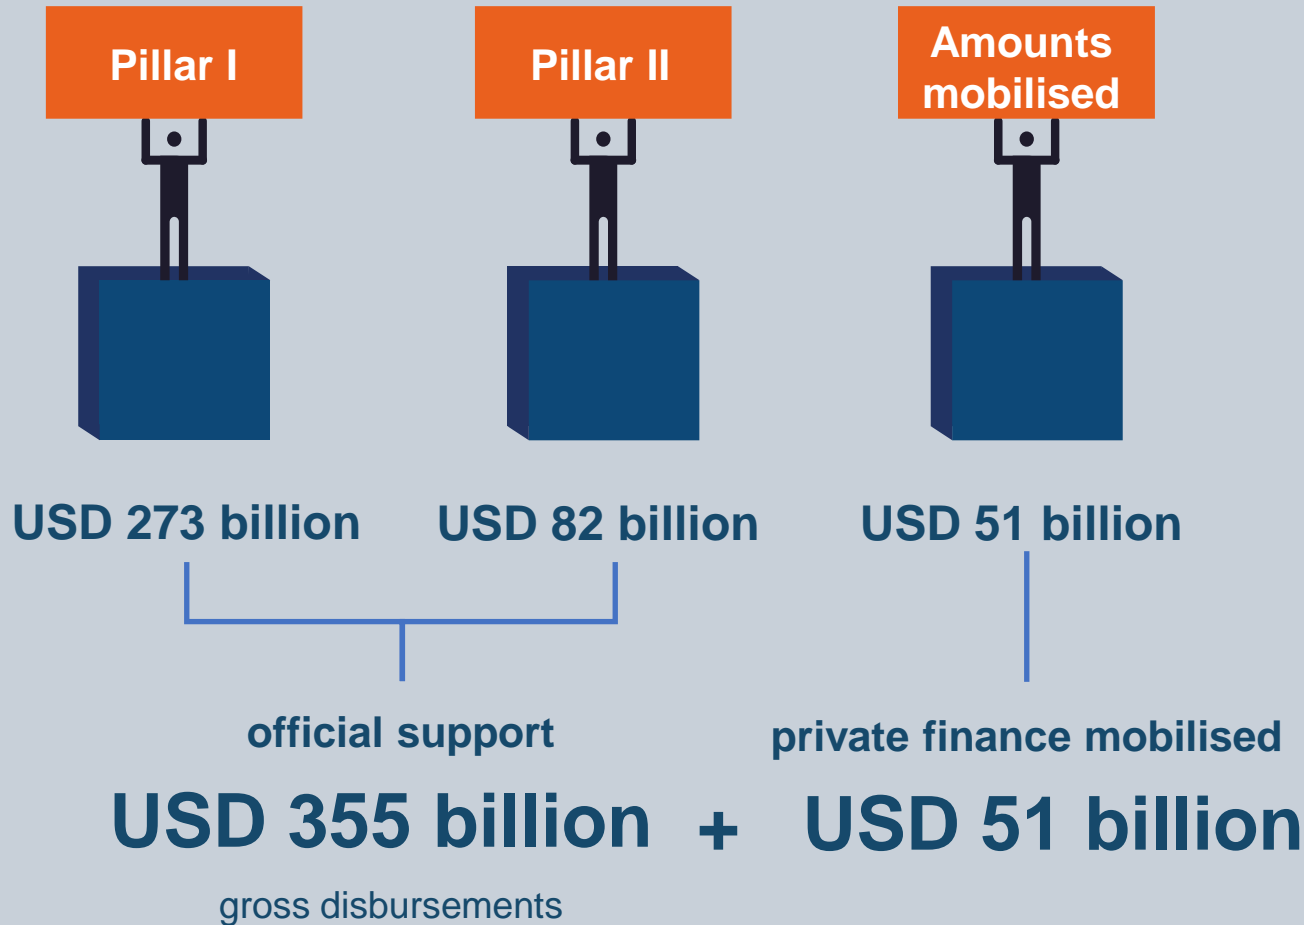 Pillar I
Pillar II
Amounts
mobilised
USD 273 billion
USD 82 billion
USD 51 billion
official support
private finance mobilised
USD 355 billion + USD 51 billion
gross disbursements